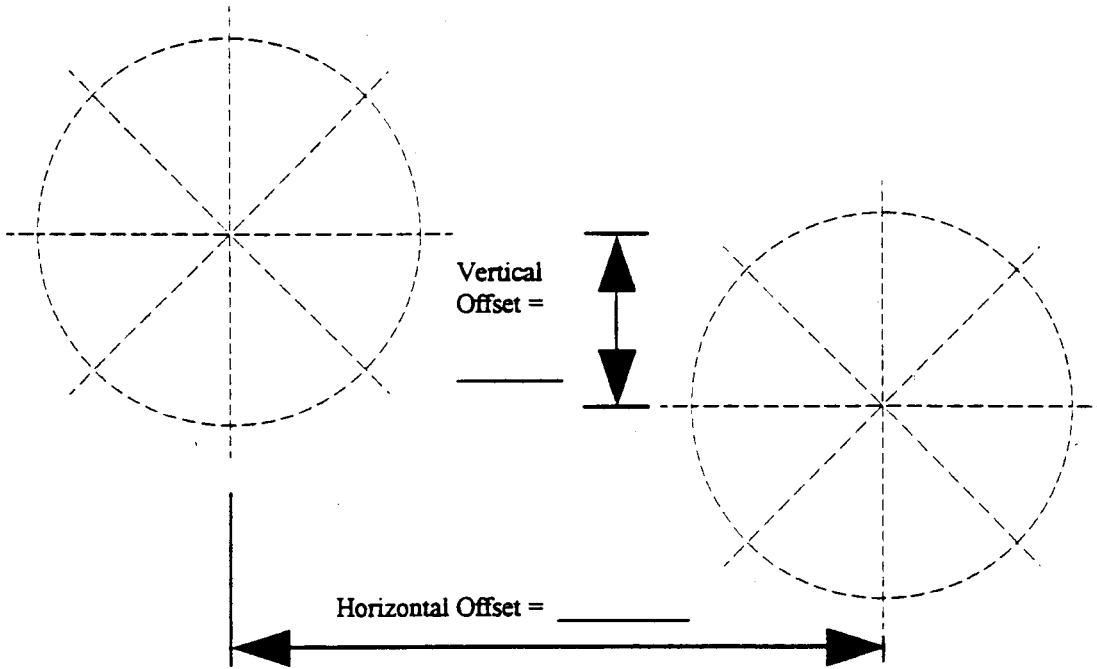 Vertical
Offset =
Horizontal Offset =